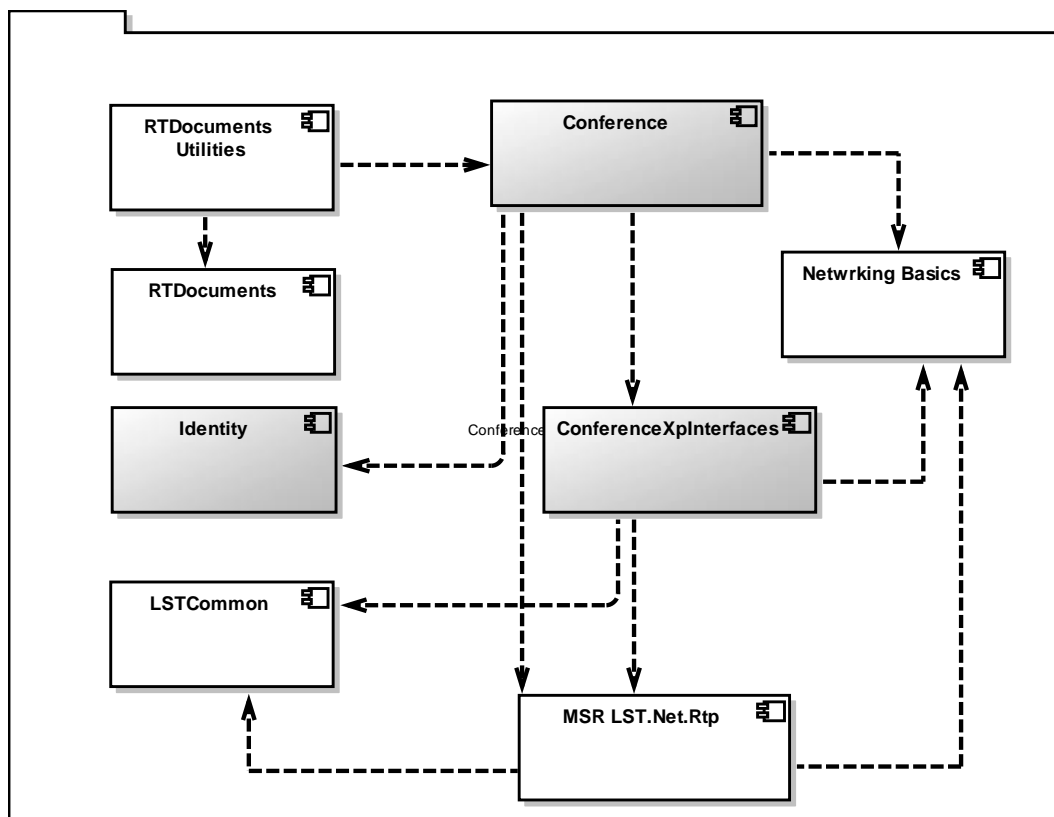 RTDocuments
Utilities
Conference
Netwrking Basics
RTDocuments
Identity
Conference
ConferenceXpInterfaces
LSTCommon
MSR LST.Net.Rtp